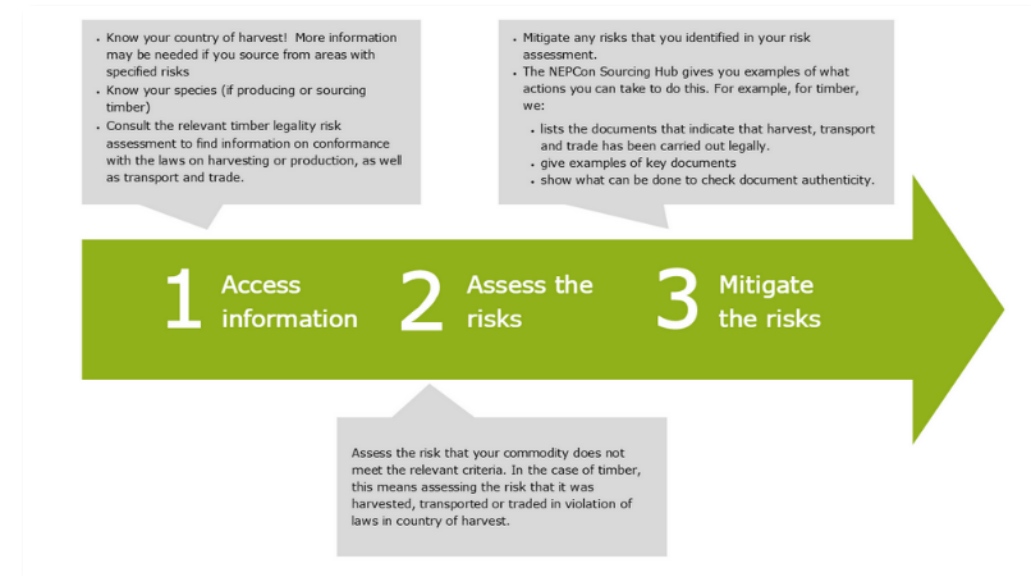 • Know your country of harvest!  More information
may be needed if you source from areas with
specified risks
• Know your species (if producing or sourcing
timber)
• Consult the relevant timber legality risk
assessment to find information on conformance
with the laws on harvesting or production, as well
as transport and trade.
• Mitigate any risks that you identified in your risk
assessment.
• The NEPCon Sourcing Hub gives you examples of what
actions you can take to do this. For example, for timber,
we:
• lists the documents that indicate that harvest, transport
and trade has been carried out legally.
• give examples of key documents
• show what can be done to check document authenticity.
1 Access
information
2 Assess the
risks
3 Mitigate
the risks
Assess the risk that your commodity does not
meet the relevant criteria. In the case of timber,
this means assessing the risk that it was
harvested, transported or traded in violation of
laws in country of harvest.